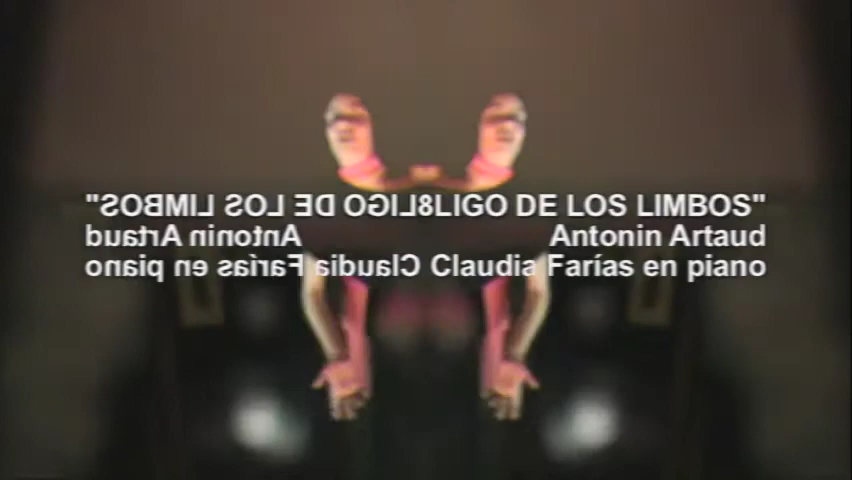 LIGO DE LOS LIMBOS"
Antonin Artaud
Claudia Farías en piano